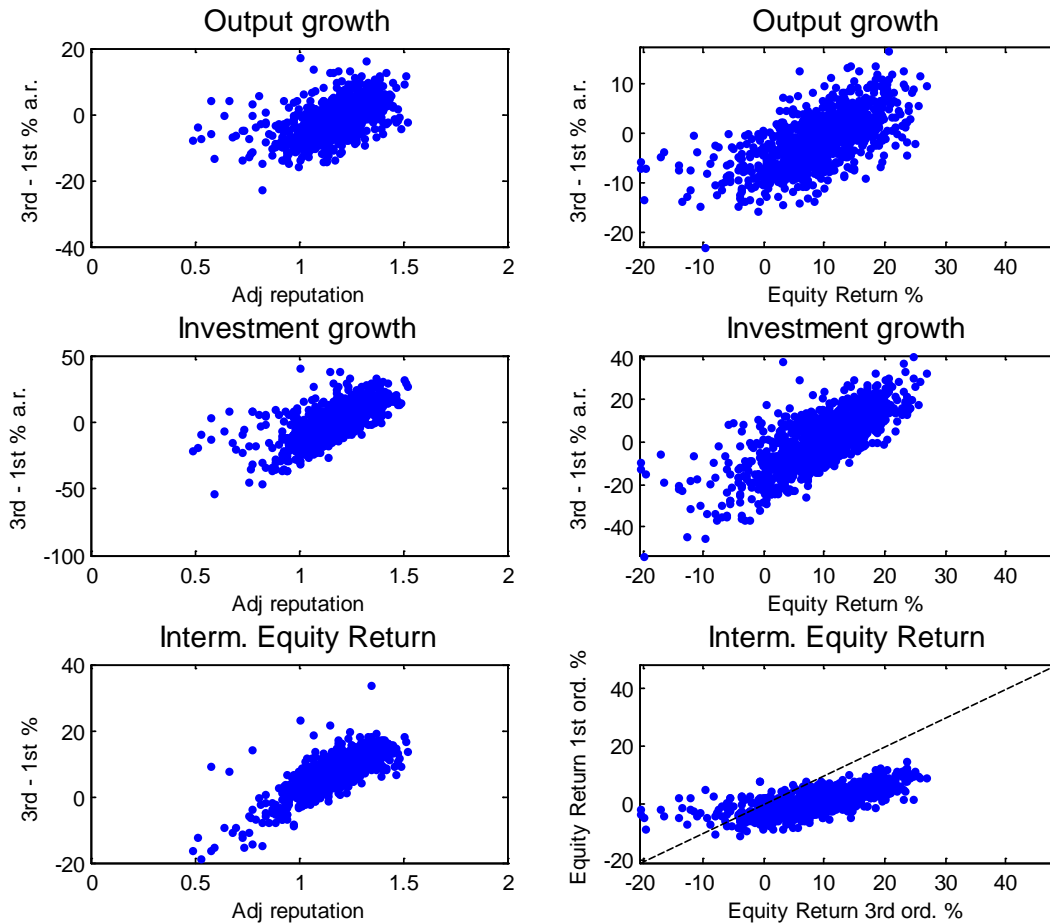 Output growth
3rd - 1st % a.r.
20
0
-20
-40
0 0.5 1 1.5 2
Adj reputation
Output growth
3rd - 1st % a.r.
10
0
-10
-20
-20 -10 0 10 20 30 40
Equity Return %
Investment growth
3rd - 1st % a.r.
50
0
-50
-100
0 0.5 1 1.5 2
Adj reputation
Investment growth
3rd - 1st % a.r.
40
20
0
-20
-40
-20 -10 0 10 20 30 40
Equity Return %
Interm. Equity Return
3rd - 1st %
40
20
0
-20
0 0.5 1 1.5 2
Adj reputation
Interm. Equity Return
Equity Return 1st ord. %
40
20
0
-20
-20 -10 0 10 20 30 40
Equity Return 3rd ord. %